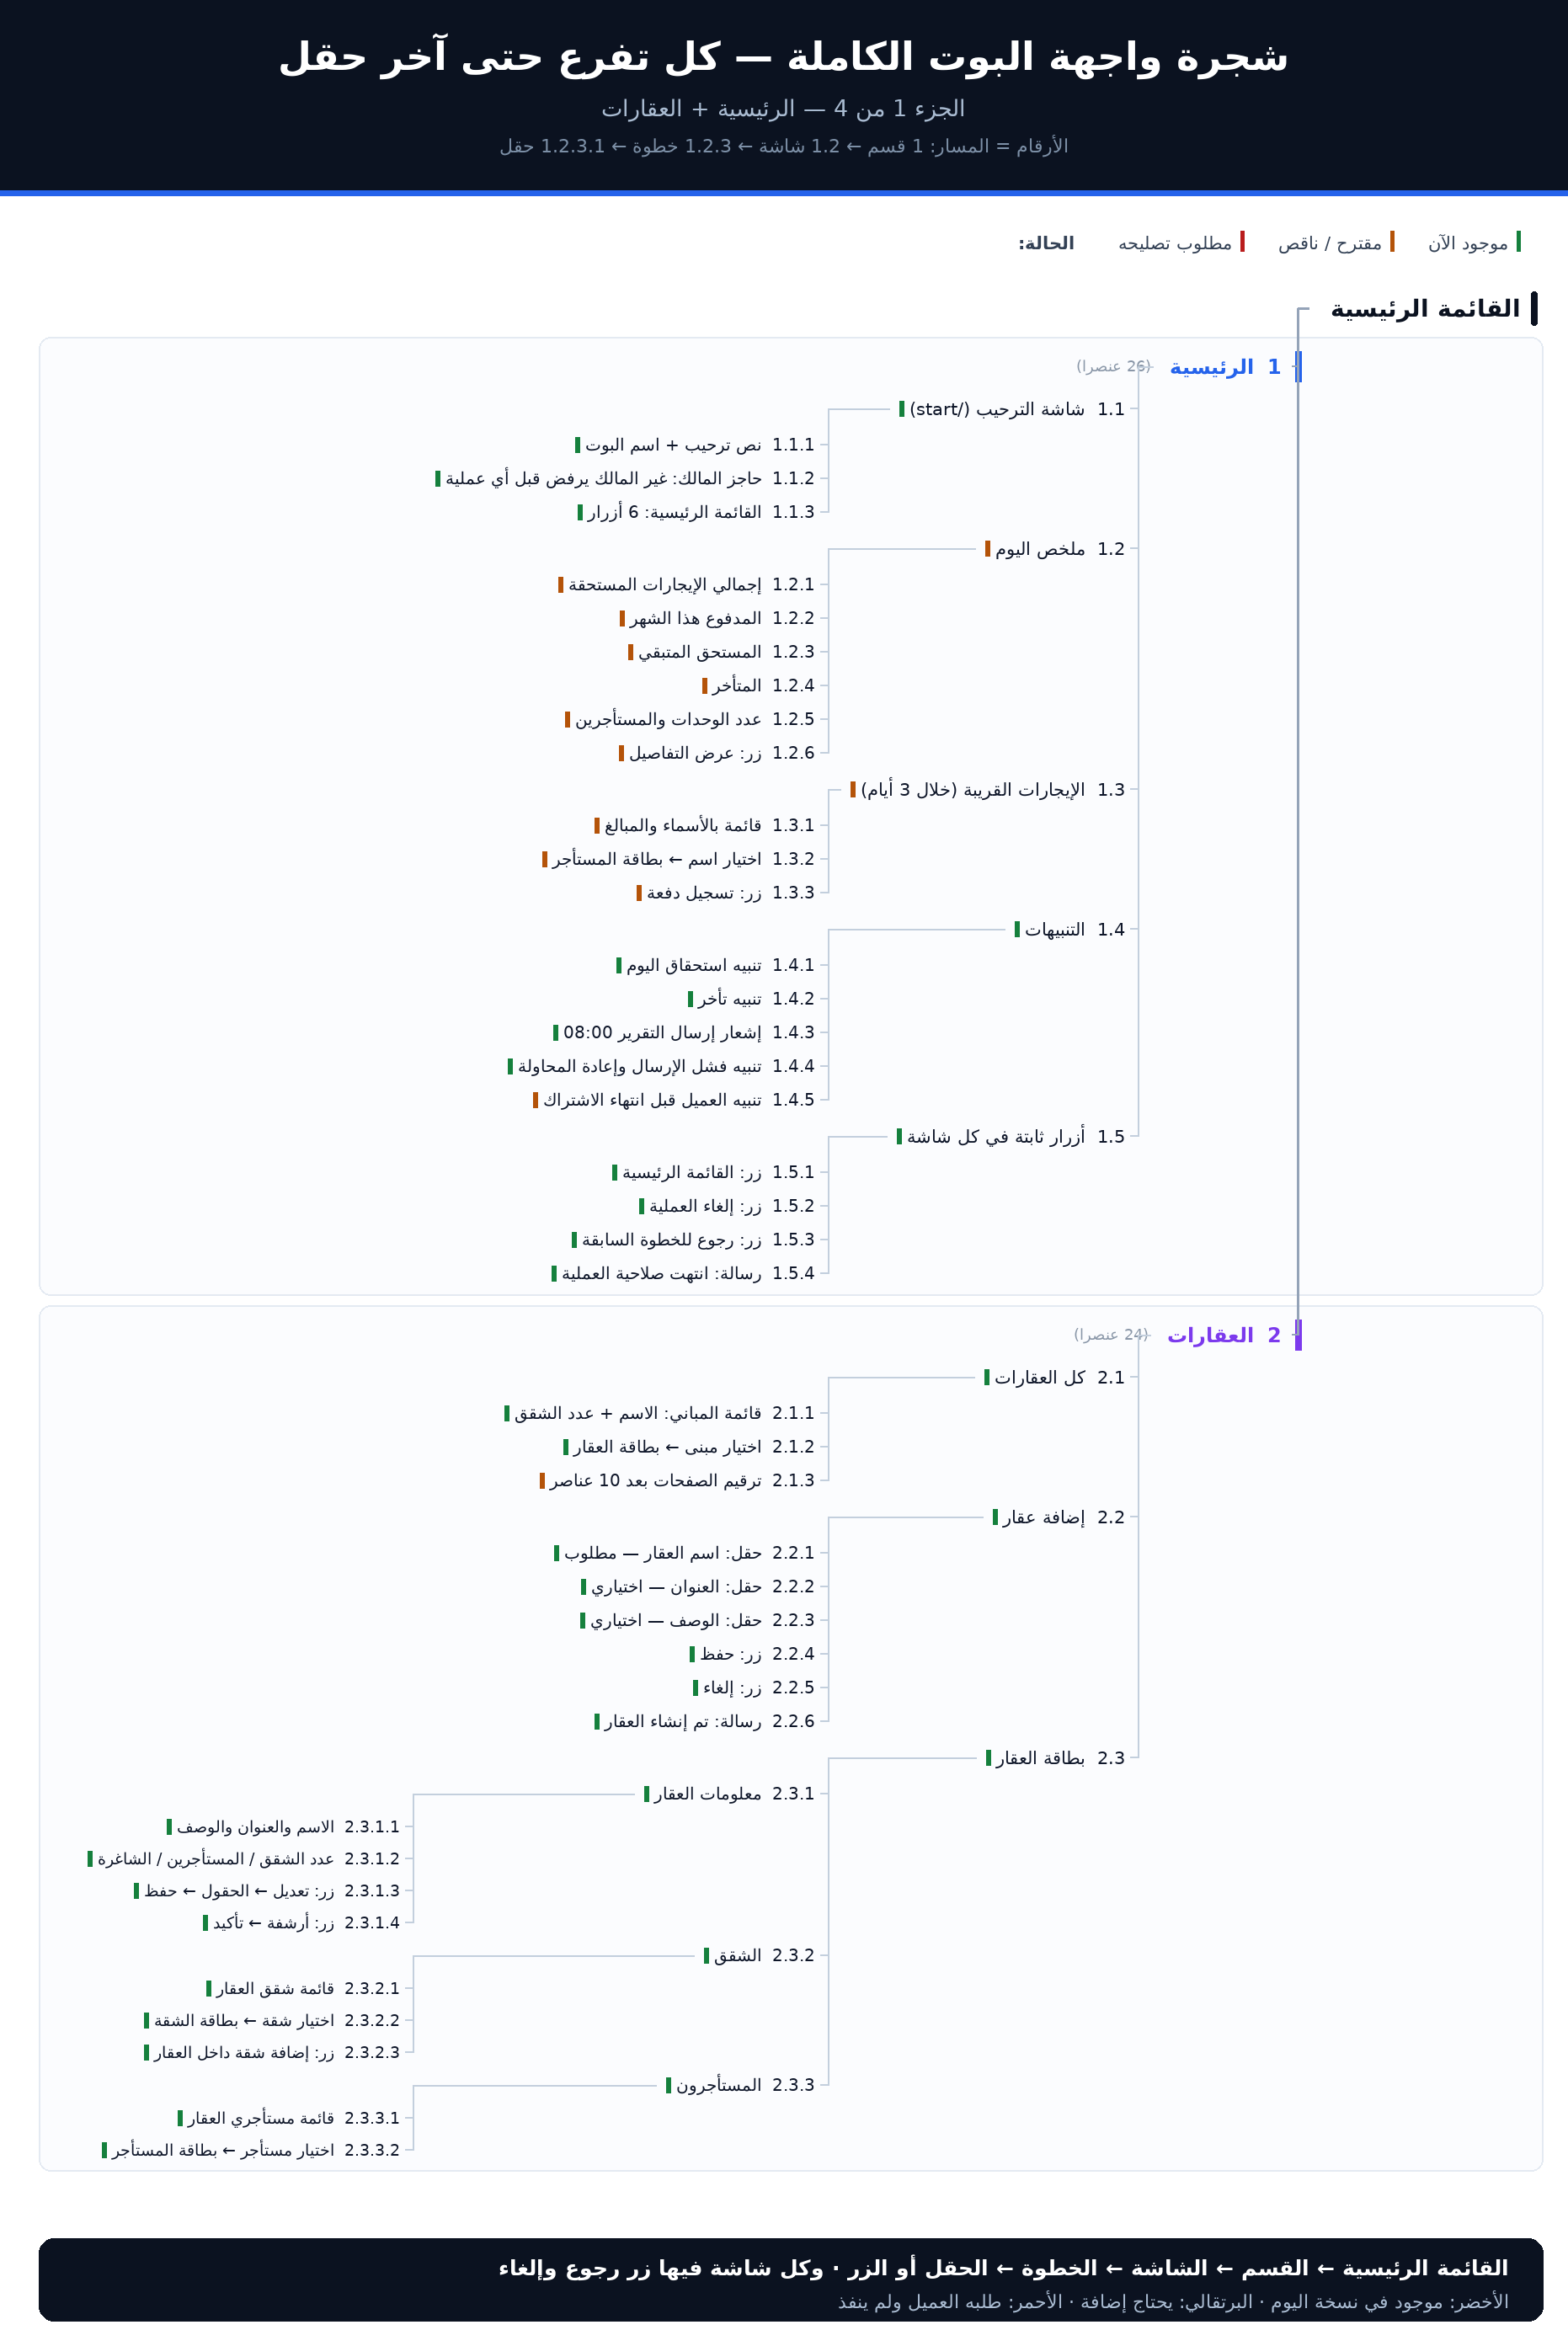 شجرة واجهة البوت الكاملة — كل تفرع حتى آخر حقل
الجزء 1 من 4 — الرئيسية + العقارات
الأرقام = المسار: 1 قسم ← 1.2 شاشة ← 1.2.3 خطوة ← 1.2.3.1 حقل
موجود الآن مقترح / ناقص مطلوب تصليحه الحالة:
القائمة الرئيسية
1 الرئيسية (26 عنصرا)
1.1 شاشة الترحيب (/start)
1.1.1 نص ترحيب + اسم البوت
1.1.2 حاجز المالك: غير المالك يرفض قبل أي عملية
1.1.3 القائمة الرئيسية: 6 أزرار
1.2 ملخص اليوم
1.2.1 إجمالي الإيجارات المستحقة
1.2.2 المدفوع هذا الشهر
1.2.3 المستحق المتبقي
1.2.4 المتأخر
1.2.5 عدد الوحدات والمستأجرين
1.2.6 زر: عرض التفاصيل
1.3 الإيجارات القريبة (خلال 3 أيام)
1.3.1 قائمة بالأسماء والمبالغ
1.3.2 اختيار اسم ← بطاقة المستأجر
1.3.3 زر: تسجيل دفعة
1.4 التنبيهات
1.4.1 تنبيه استحقاق اليوم
1.4.2 تنبيه تأخر
1.4.3 إشعار إرسال التقرير 08:00
1.4.4 تنبيه فشل الإرسال وإعادة المحاولة
1.4.5 تنبيه العميل قبل انتهاء الاشتراك
1.5 أزرار ثابتة في كل شاشة
1.5.1 زر: القائمة الرئيسية
1.5.2 زر: إلغاء العملية
1.5.3 زر: رجوع للخطوة السابقة
1.5.4 رسالة: انتهت صلاحية العملية
2 العقارات (24 عنصرا)
2.1 كل العقارات
2.1.1 قائمة المباني: الاسم + عدد الشقق
2.1.2 اختيار مبنى ← بطاقة العقار
2.1.3 ترقيم الصفحات بعد 10 عناصر
2.2 إضافة عقار
2.2.1 حقل: اسم العقار — مطلوب
2.2.2 حقل: العنوان — اختياري
2.2.3 حقل: الوصف — اختياري
2.2.4 زر: حفظ
2.2.5 زر: إلغاء
2.2.6 رسالة: تم إنشاء العقار
2.3 بطاقة العقار
2.3.1 معلومات العقار
2.3.1.1 الاسم والعنوان والوصف
2.3.1.2 عدد الشقق / المستأجرين / الشاغرة
2.3.1.3 زر: تعديل ← الحقول ← حفظ
2.3.1.4 زر: أرشفة ← تأكيد
2.3.2 الشقق
2.3.2.1 قائمة شقق العقار
2.3.2.2 اختيار شقة ← بطاقة الشقة
2.3.2.3 زر: إضافة شقة داخل العقار
2.3.3 المستأجرون
2.3.3.1 قائمة مستأجري العقار
2.3.3.2 اختيار مستأجر ← بطاقة المستأجر
القائمة الرئيسية ← القسم ← الشاشة ← الخطوة ← الحقل أو الزر · وكل شاشة فيها زر رجوع وإلغاء
الأخضر: موجود في نسخة اليوم · البرتقالي: يحتاج إضافة · الأحمر: طلبه العميل ولم ينفذ